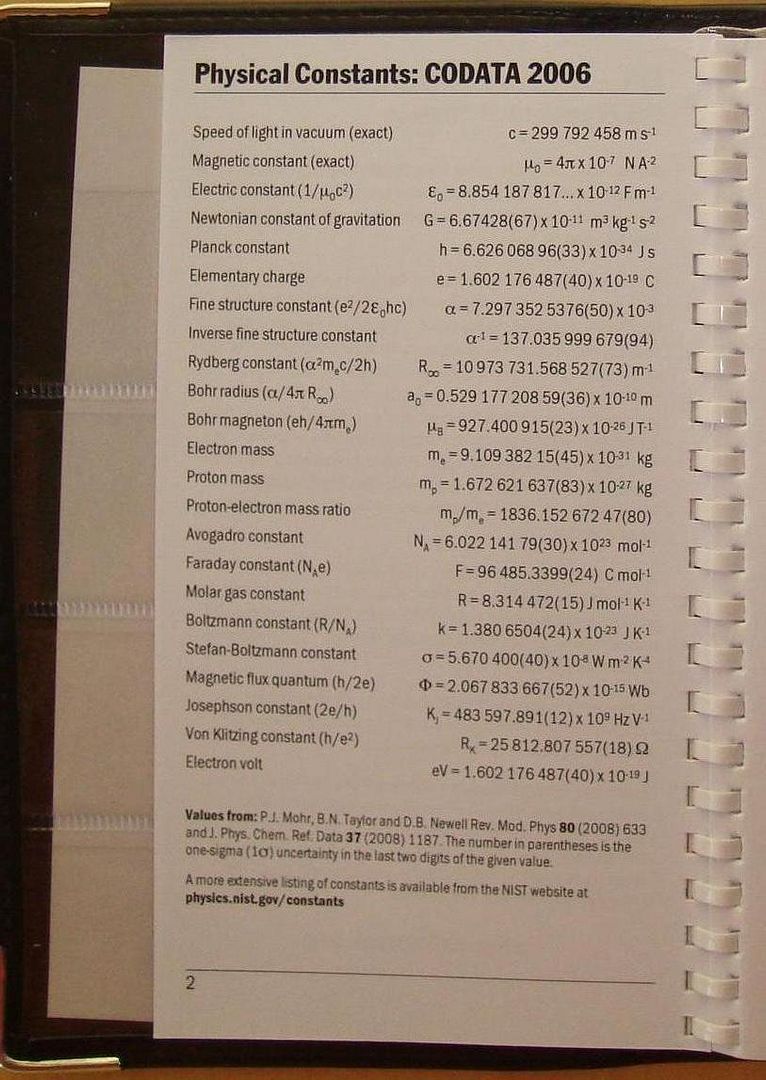 Physical Constants: CODATA 2006
Speed of light in vacuum (exact) c = 299 792 458 m s⁻¹
Magnetic constant (exact) μ₀ = 4π x 10⁻⁷ N A⁻²
Electric constant (1/μ₀c²) ε₀ = 8.854 187 817... x 10⁻¹² F m⁻¹
Newtonian constant of gravitation G = 6.67428(67) x 10⁻¹¹ m³ kg⁻¹ s⁻²
Planck constant h = 6.626 068 96(33) x 10⁻³⁴ J s
Elementary charge e = 1.602 176 487(40) x 10⁻¹⁹ C
Fine structure constant (e²/2ε₀hc) α = 7.297 352 5376(50) x 10⁻³
Inverse fine structure constant α⁻¹ = 137.035 999 679(94)
Rydberg constant (α²mₑc/2h) R∞ = 10 973 731.568 527(73) m⁻¹
Bohr radius (α/4π R∞) a₀ = 0.529 177 208 59(36) x 10⁻¹⁰ m
Bohr magneton (eh/4πmₑ) μB = 927.400 915(23) x 10⁻²⁶ J T⁻¹
Electron mass mₑ = 9.109 382 15(45) x 10⁻³¹ kg
Proton mass mₚ = 1.672 621 637(83) x 10⁻²⁷ kg
Proton-electron mass ratio mₚ/mₑ = 1836.152 672 47(80)
Avogadro constant NA = 6.022 141 79(30) x 10²³ mol⁻¹
Faraday constant (NAe) F = 96 485.3399(24) C mol⁻¹
Molar gas constant R = 8.314 472(15) J mol⁻¹ K⁻¹
Boltzmann constant (R/NA) k = 1.380 6504(24) x 10⁻²³ J K⁻¹
Stefan-Boltzmann constant σ = 5.670 400(40) x 10⁻⁸ W m⁻² K⁻⁴
Magnetic flux quantum (h/2e) Φ = 2.067 833 667(52) x 10⁻¹⁵ Wb
Josephson constant (2e/h) KJ = 483 597.891(12) x 10⁹ Hz V⁻¹
Von Klitzing constant (h/e²) RK = 25 812.807 557(18) Ω
Electron volt eV = 1.602 176 487(40) x 10⁻¹⁹ J
Values from: P.J. Mohr, B.N. Taylor and D.B. Newell Rev. Mod. Phys 80 (2008) 633
and J. Phys. Chem. Ref. Data 37 (2008) 1187. The number in parentheses is the
one-sigma (1σ) uncertainty in the last two digits of the given value.
A more extensive listing of constants is available from the NIST website at
physics.nist.gov/constants
2